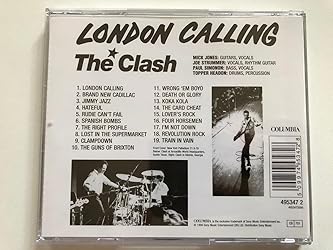 LONDON CALLING
The Clash
MICK JONES: GUITARS, VOCALS
JOE STRUMMER: VOCALS, RHYTHM GUITAR
PAUL SIMONON: BASS, VOCALS
TOPPER HEADON: DRUMS, PERCUSSION
1. LONDON CALLING
2. BRAND NEW CADILLAC
3. JIMMY JAZZ
4. HATEFUL
5. RUDIE CAN'T FAIL
6. SPANISH BOMBS
7. THE RIGHT PROFILE
8. LOST IN THE SUPERMARKET
9. CLAMPDOWN
10. THE GUNS OF BRIXTON
11. WRONG 'EM BOYO
12. DEATH OR GLORY
13. KOKA KOLA
14. THE CARD CHEAT
15. LOVER'S ROCK
16. FOUR HORSEMEN
17. I'M NOT DOWN
18. REVOLUTION ROCK
19. TRAIN IN VAIN
COLUMBIA
495347 2
COLUMBIA